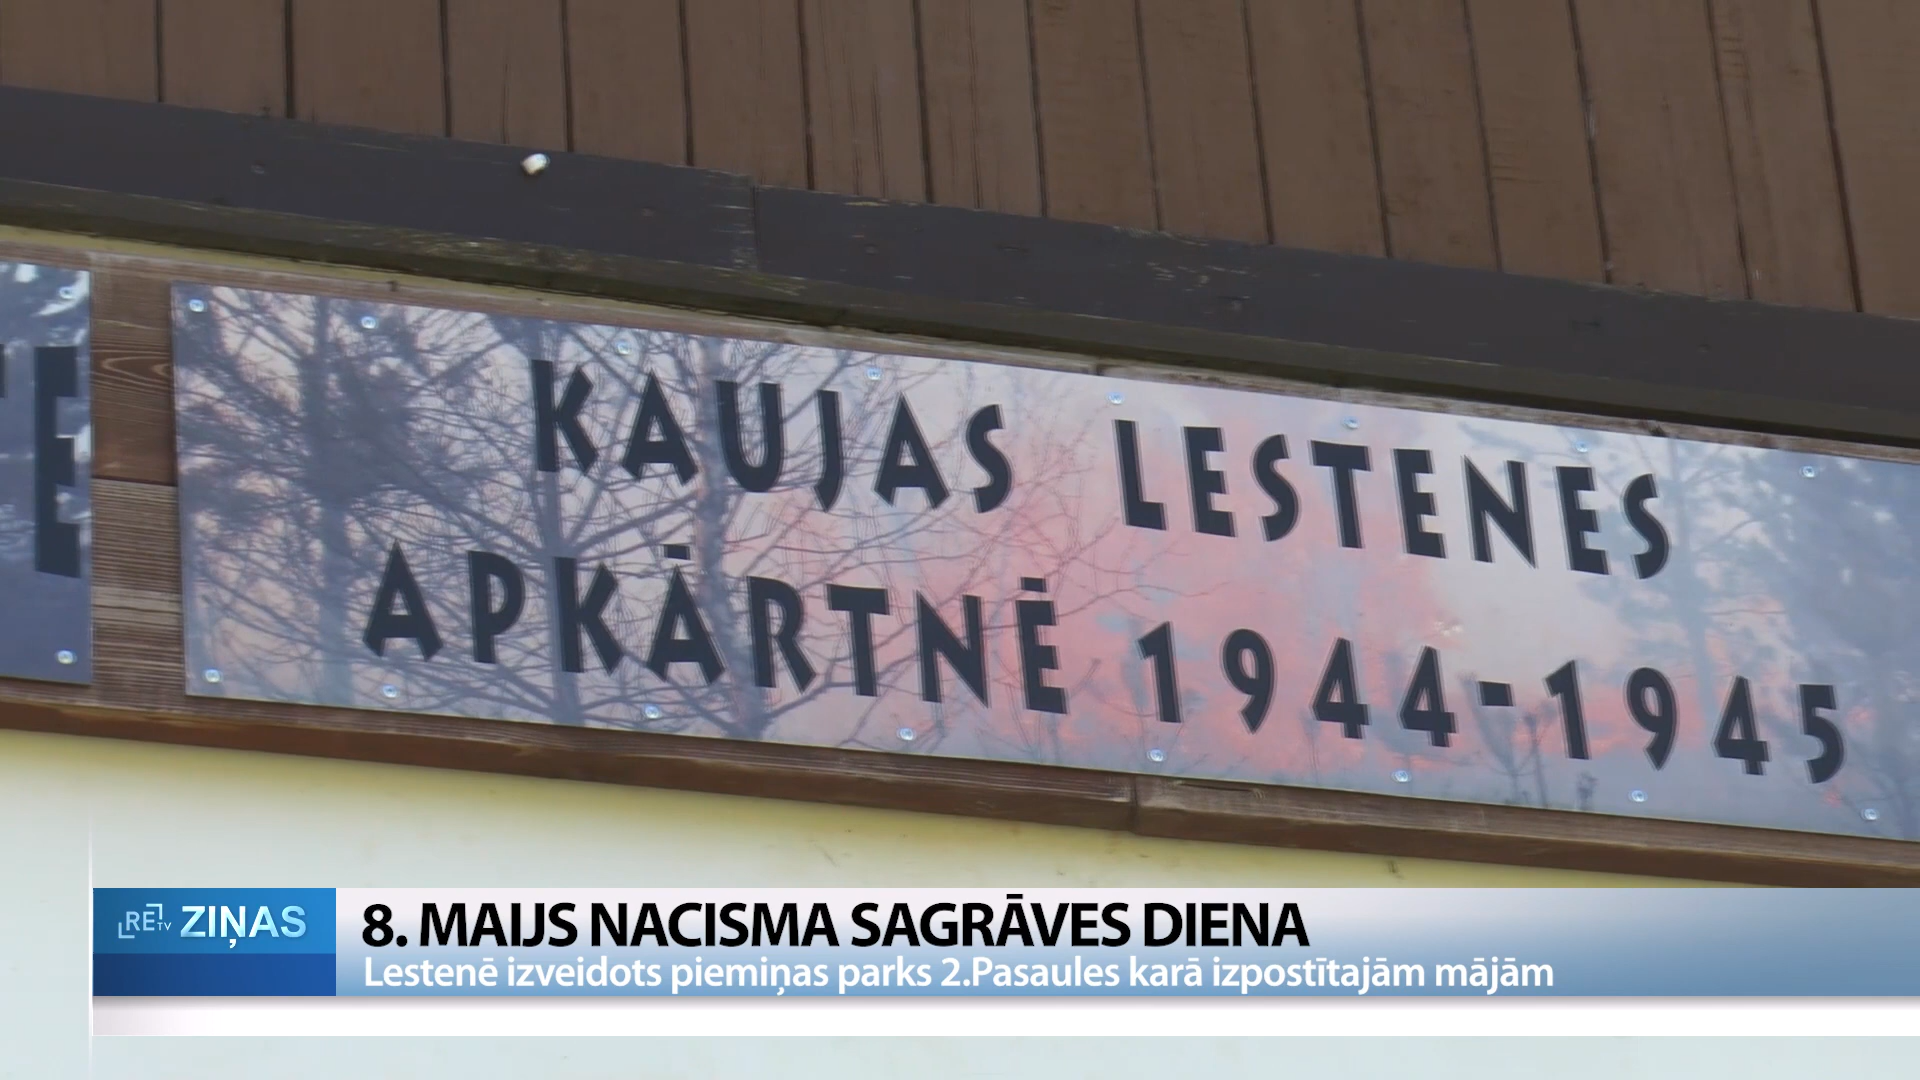 TE
KAUJAS LESTENES
APKĀRTNĒ 1944-1945
RE TV ZIŅAS
8. MAIJS NACISMA SAGRĀVES DIENA
Lestenē izveidots piemiņas parks 2.Pasaules karā izpostītajām mājām